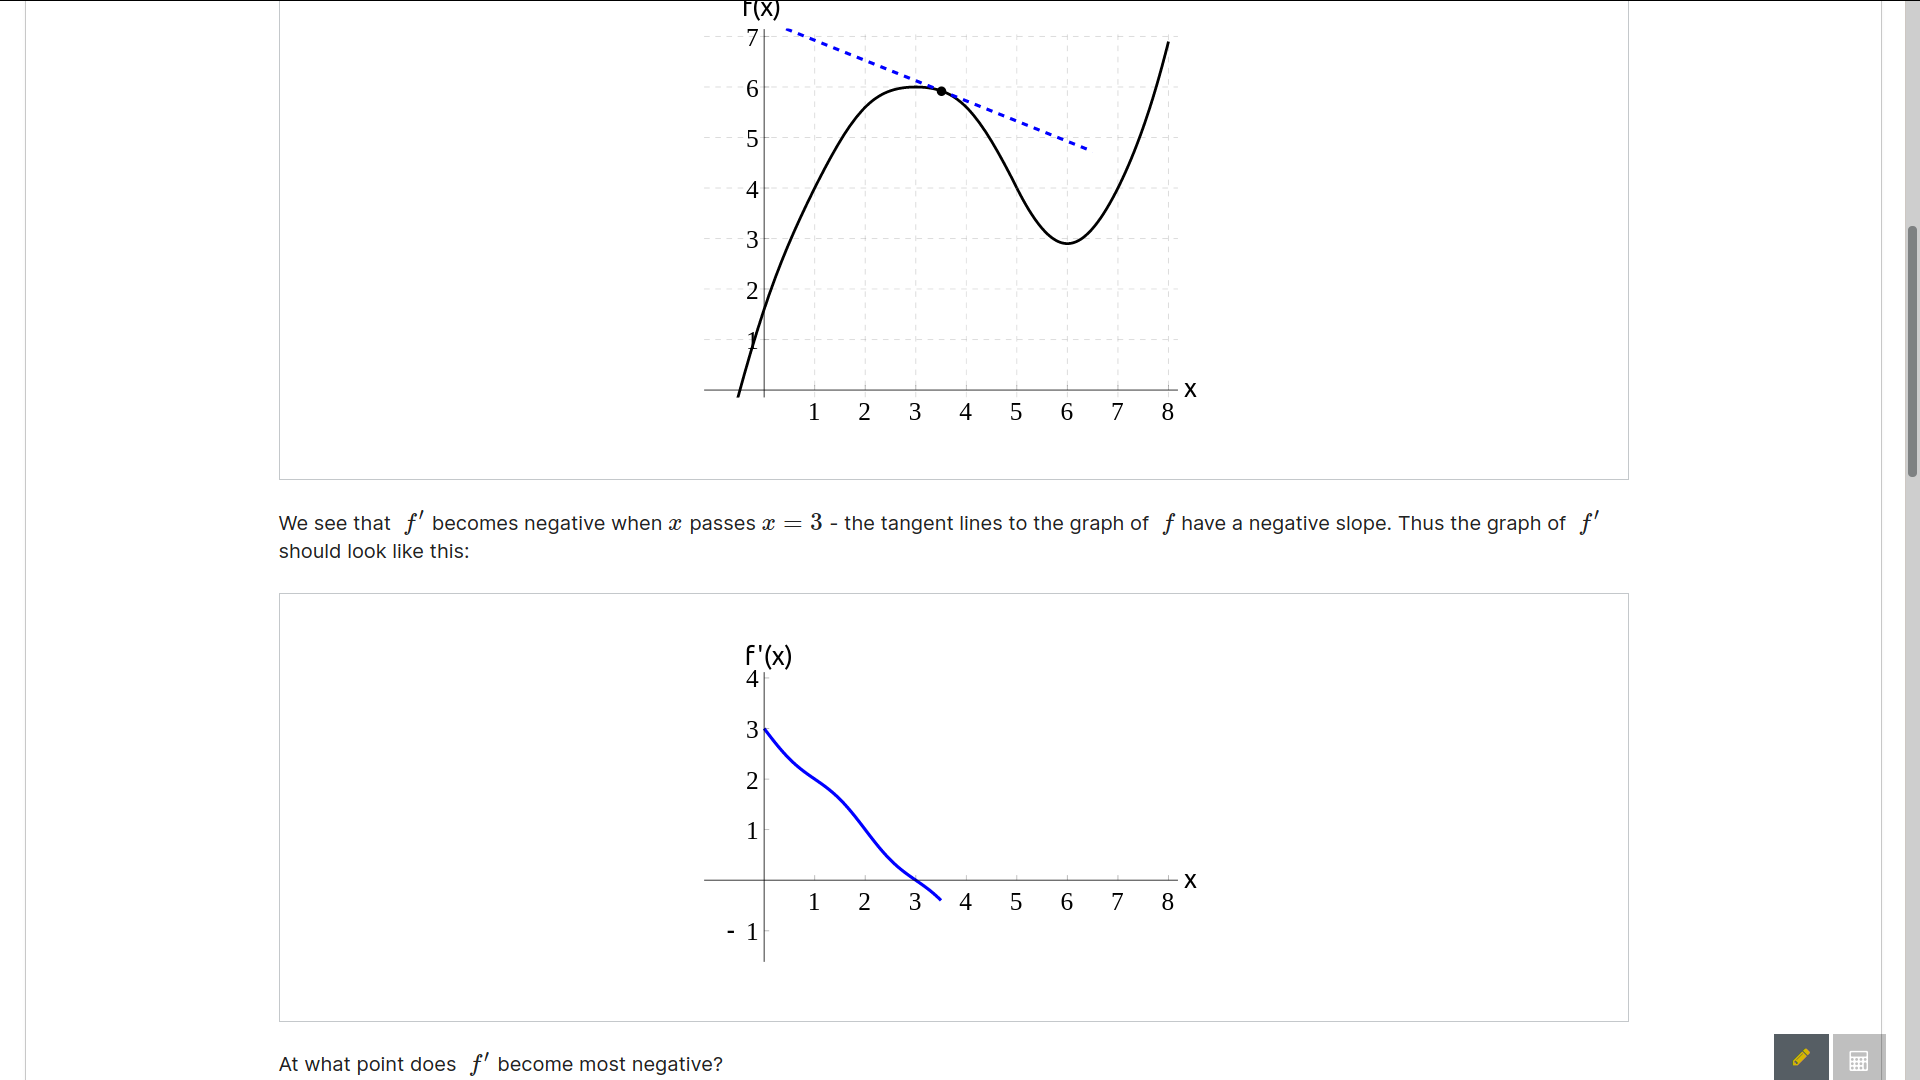 f(x)
7
6
5
4
3
2
1
x
1 2 3 4 5 6 7 8
We see that f′ becomes negative when x passes x = 3 - the tangent lines to the graph of f have a negative slope. Thus the graph of f′
should look like this:
f'(x)
4
3
2
1
x
1 2 3 4 5 6 7 8
- 1
At what point does f′ become most negative?